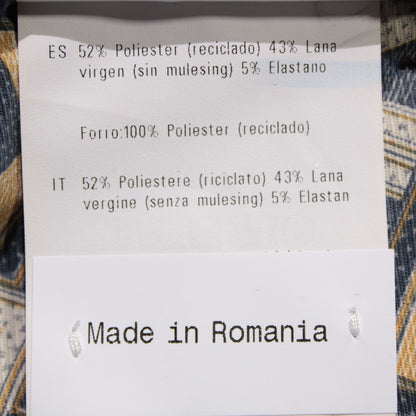 ES 52% Poliester (reciclado) 43% Lana
virgen (sin mulesing) 5% Elastano
Forro:100% Poliester (reciclado)
IT 52% Poliestere (riciclato) 43% Lana
vergine (senza mulesing) 5% Elastan
Made in Romania